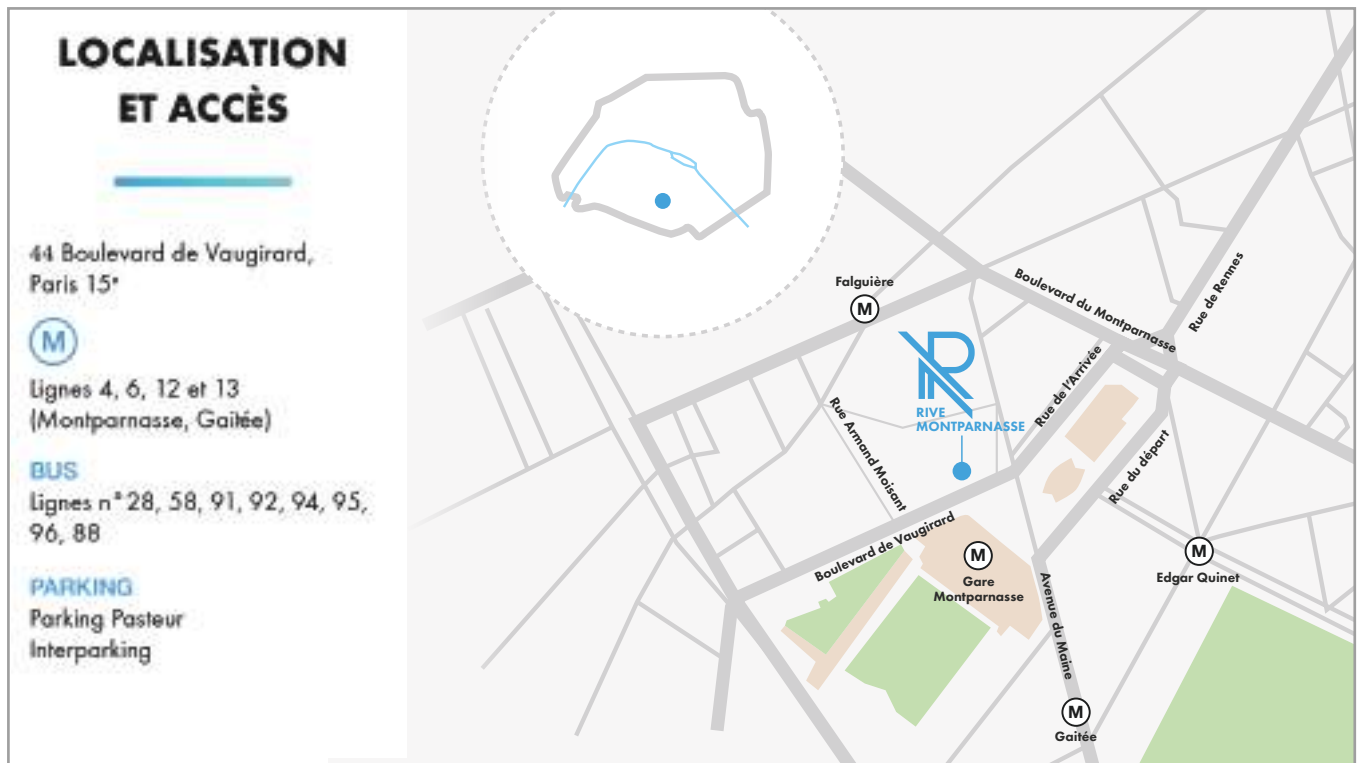 LOCALISATION
ET ACCÈS
44 Boulevard de Vaugirard,
Paris 15e
M
Lignes 4, 6, 12 et 13
(Montparnasse, Gaitée)
BUS
Lignes n° 28, 58, 91, 92, 94, 95,
96, 88
PARKING
Parking Pasteur
Interparking
Falguière
M
Boulevard du Montparnasse
Rue de Rennes
R
RIVE
MONTPARNASSE
Rue de l'Arrivée
Rue Armand Moisant
Rue du départ
Boulevard de Vaugirard
M
Gare
Montparnasse
M
Edgar Quinet
Avenue du Maine
M
Gaitée